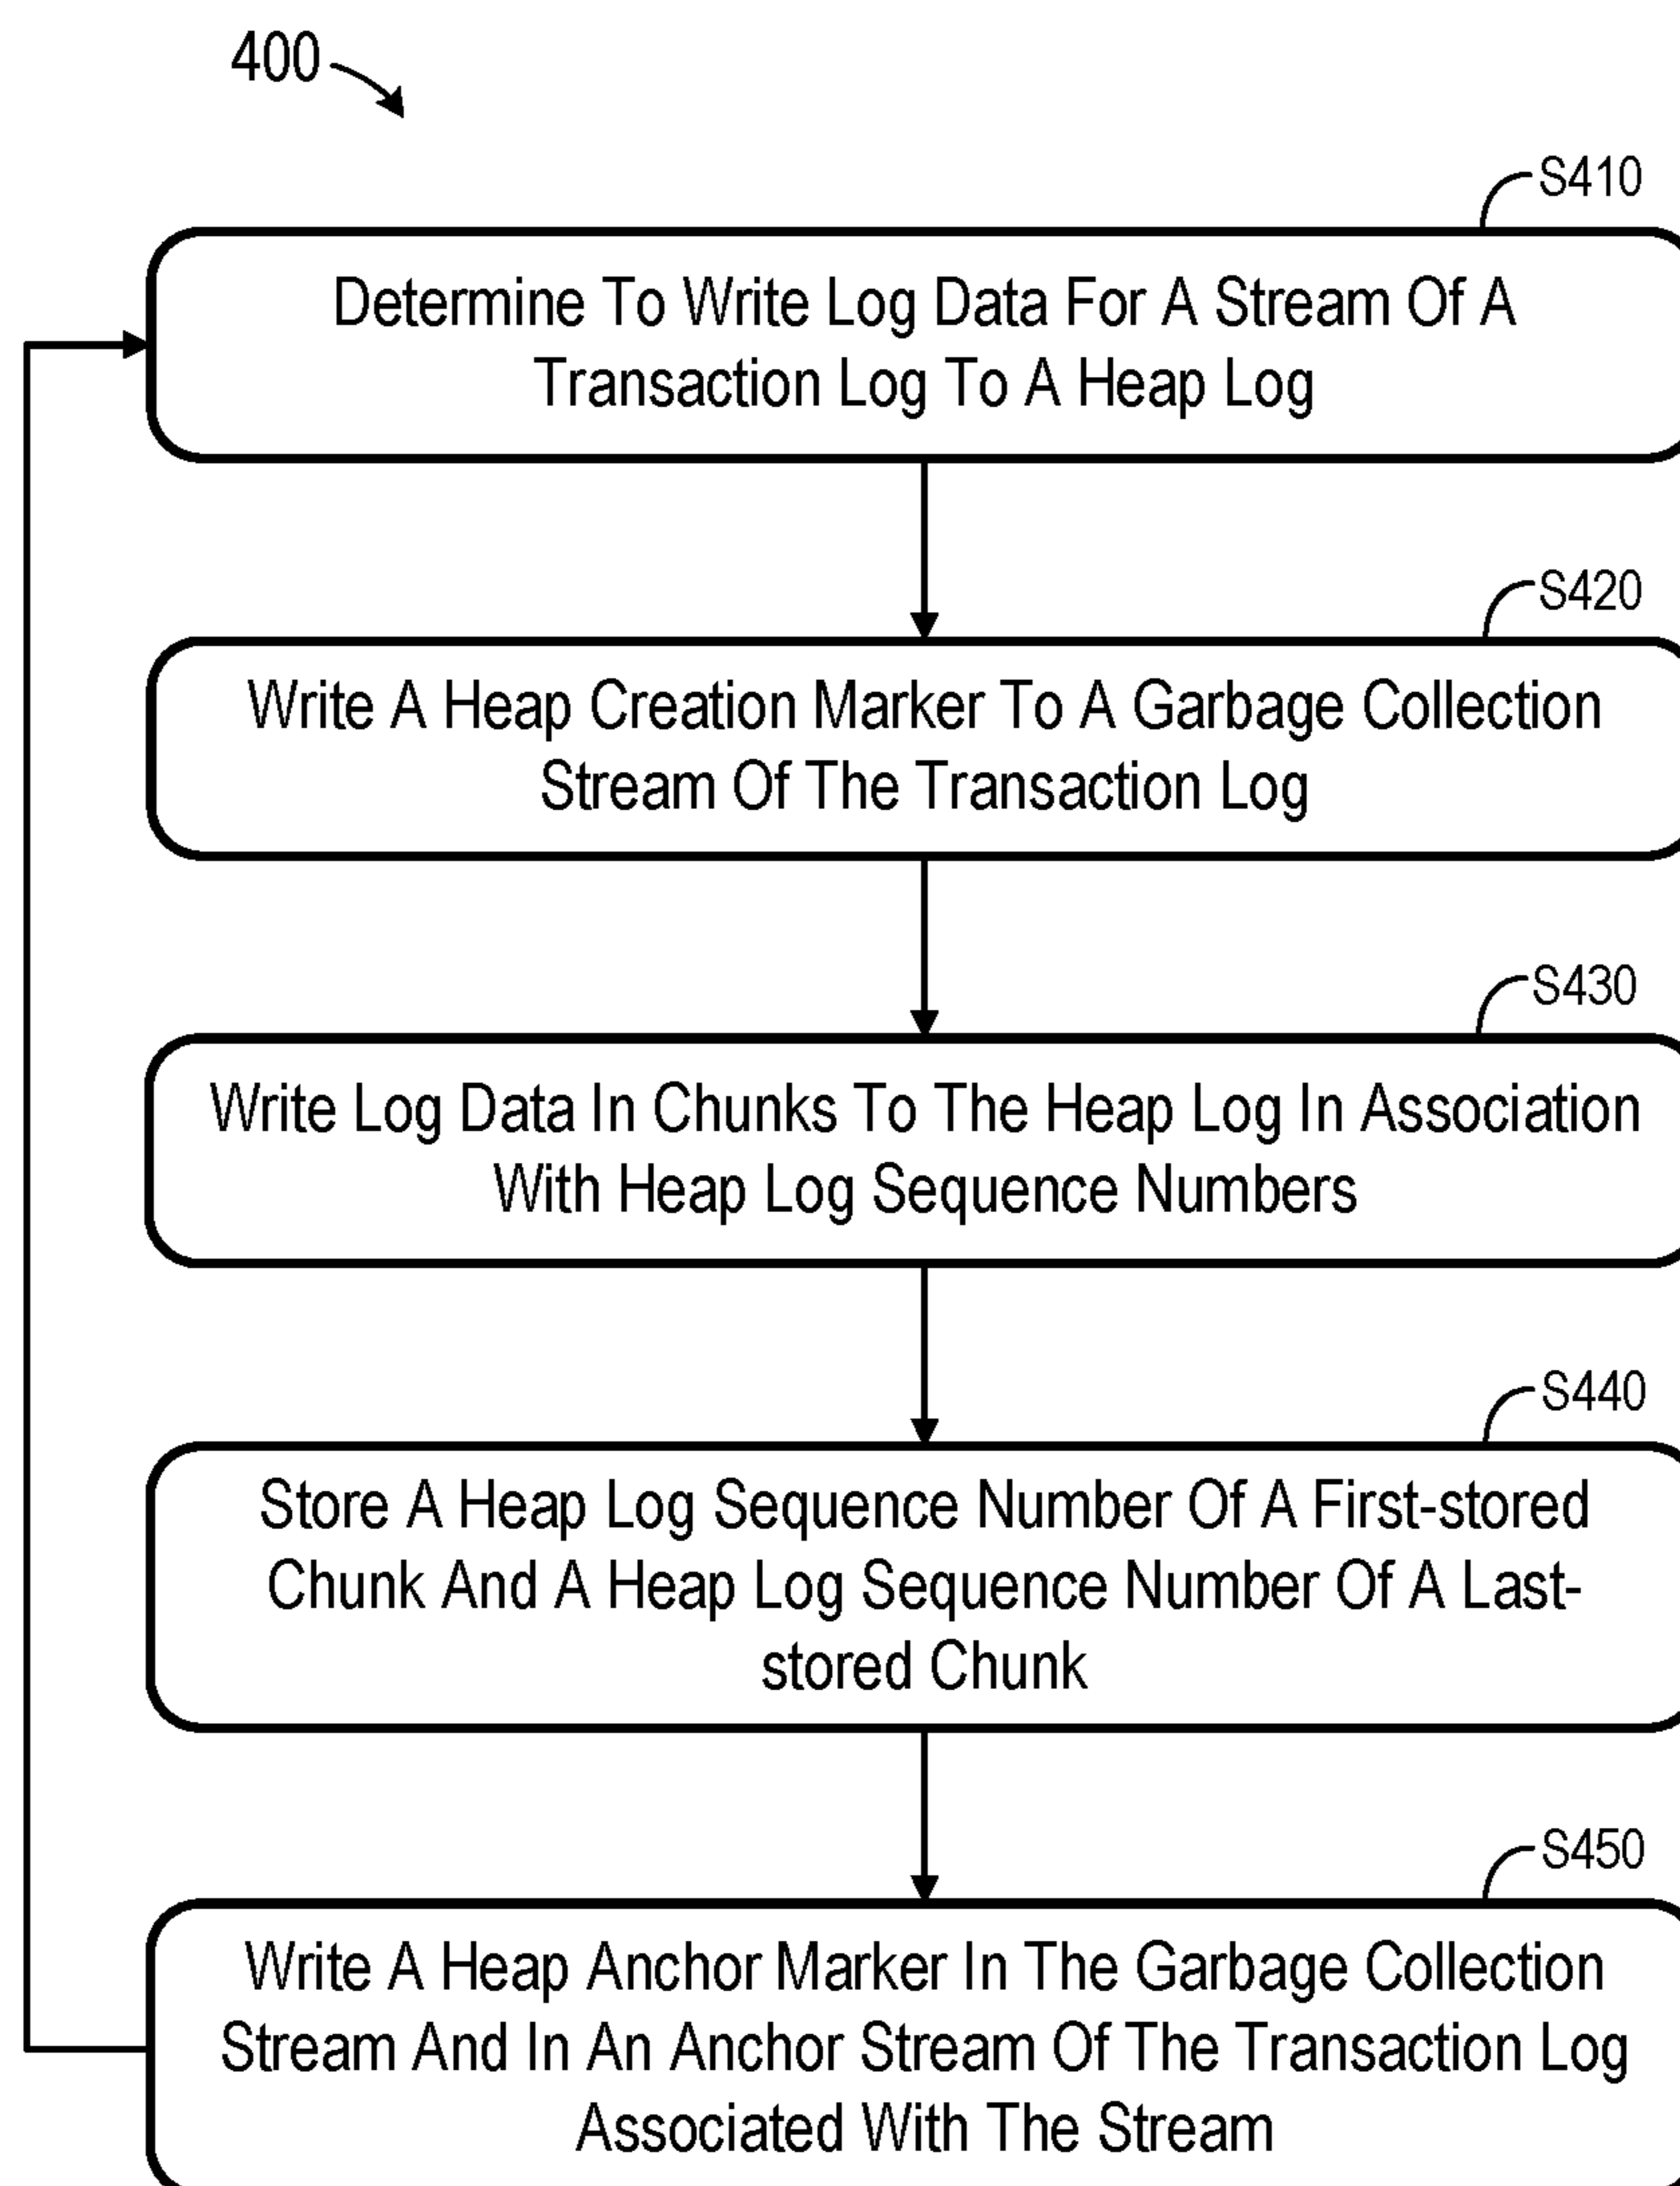 400
S410
Determine To Write Log Data For A Stream Of A
Transaction Log To A Heap Log
S420
Write A Heap Creation Marker To A Garbage Collection
Stream Of The Transaction Log
S430
Write Log Data In Chunks To The Heap Log In Association
With Heap Log Sequence Numbers
S440
Store A Heap Log Sequence Number Of A First-stored
Chunk And A Heap Log Sequence Number Of A Last-
stored Chunk
S450
Write A Heap Anchor Marker In The Garbage Collection
Stream And In An Anchor Stream Of The Transaction Log
Associated With The Stream